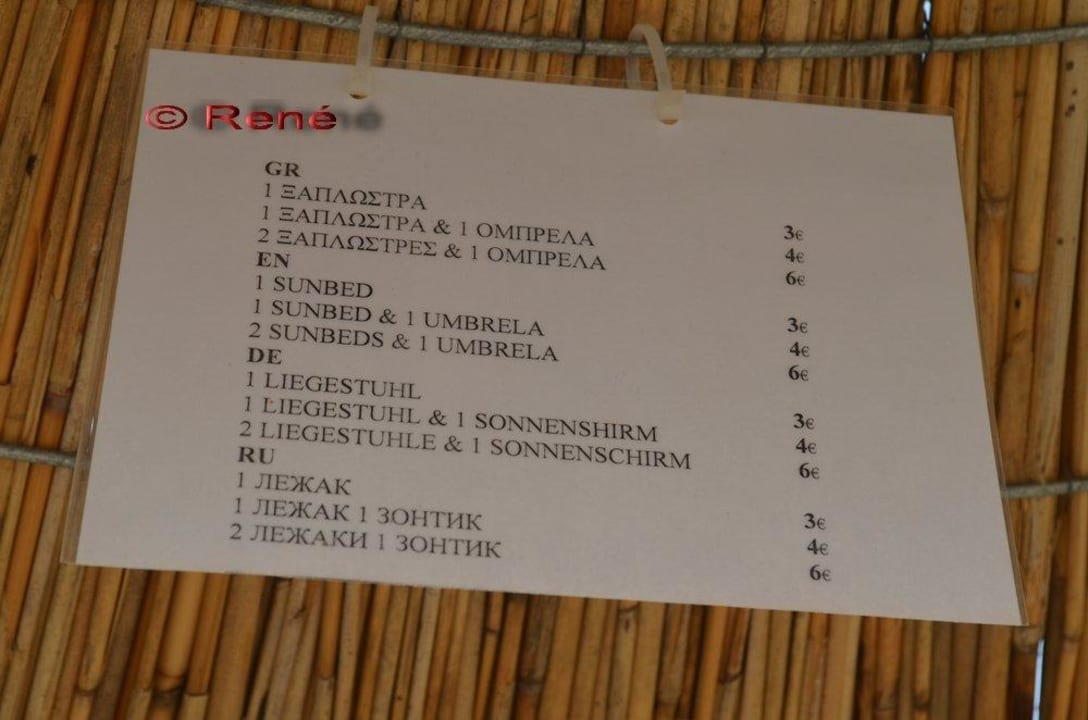 © René
GR
1 ΞΑΠΛΩΣΤΡΑ 3€
1 ΞΑΠΛΩΣΤΡΑ & 1 ΟΜΠΡΕΛΑ 4€
2 ΞΑΠΛΩΣΤΡΕΣ & 1 ΟΜΠΡΕΛΑ 6€
EN
1 SUNBED 3€
1 SUNBED & 1 UMBRELA 4€
2 SUNBEDS & 1 UMBRELA 6€
DE
1 LIEGESTUHL 3€
1 LIEGESTUHL & 1 SONNENSHIRM 4€
2 LIEGESTUHLE & 1 SONNENSCHIRM 6€
RU
1 ЛЕЖАК 3€
1 ЛЕЖАК 1 ЗОНТИК 4€
2 ЛЕЖАКИ 1 ЗОНТИК 6€